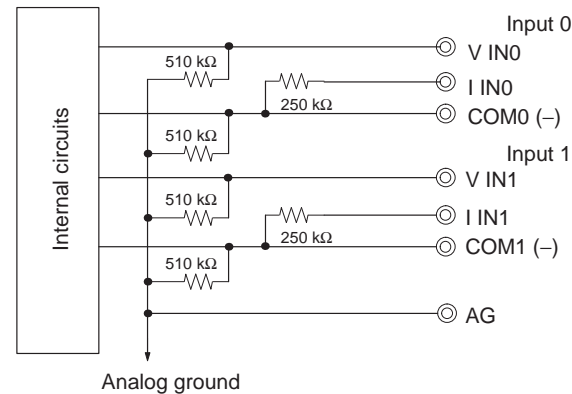 Input 0
V IN0
510 kΩ
I IN0
250 kΩ
COM0 (−)
510 kΩ
Internal circuits
Input 1
V IN1
510 kΩ
I IN1
250 kΩ
COM1 (−)
510 kΩ
AG
Analog ground